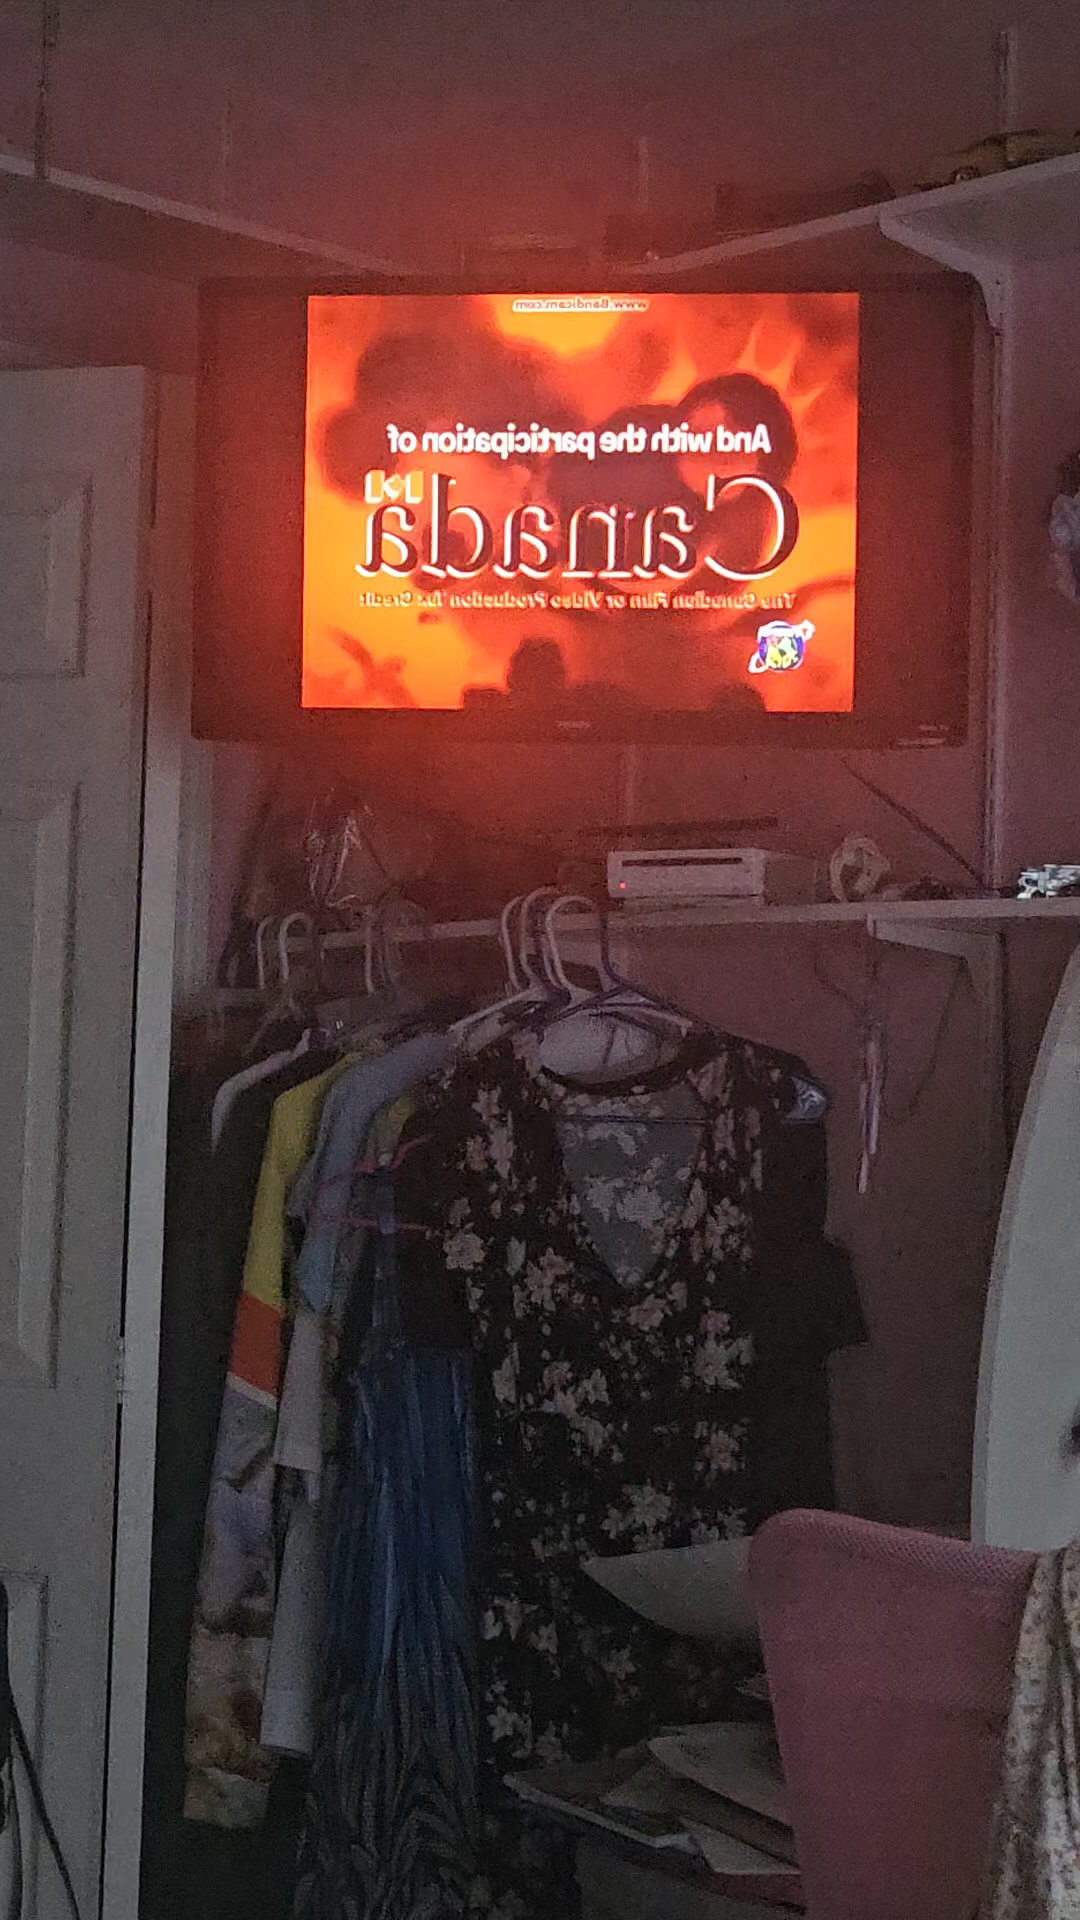 www.Bandicam.com
And with the participation of
Canada
The Canadian Film or Video Production Tax Credit